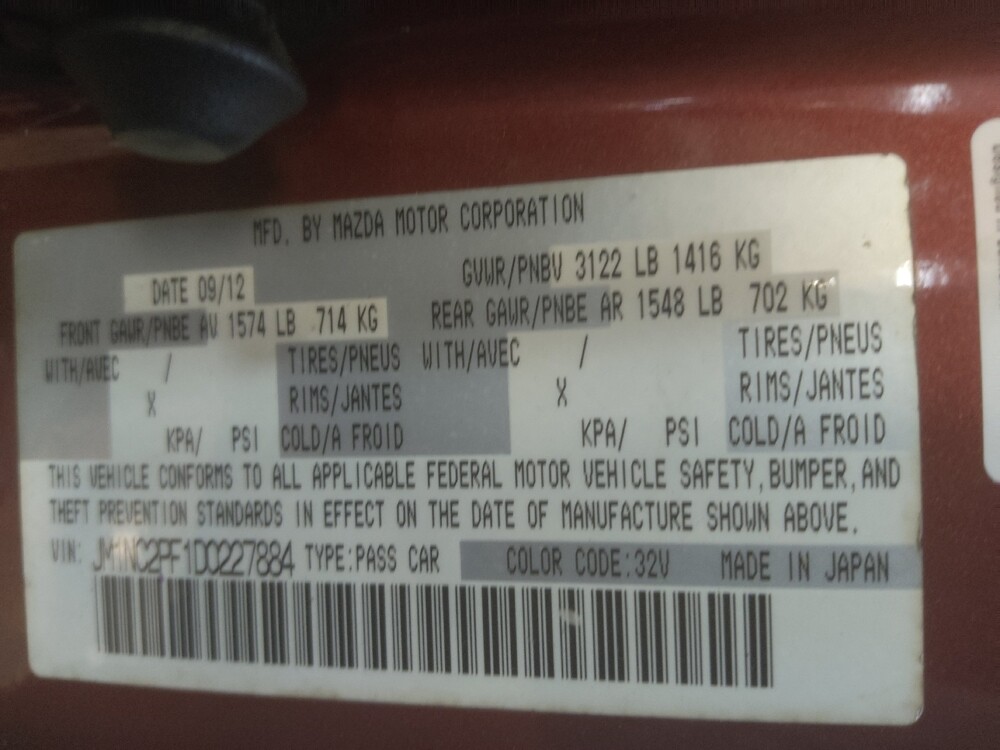 MFD. BY MAZDA MOTOR CORPORATION
DATE 09/12 GVWR/PNBV 3122 LB 1416 KG
FRONT GAWR/PNBE AV 1574 LB 714 KG REAR GAWR/PNBE AR 1548 LB 702 KG
WITH/AVEC / TIRES/PNEUS WITH/AVEC / TIRES/PNEUS
X RIMS/JANTES X RIMS/JANTES
KPA/ PSI COLD/A FROID KPA/ PSI COLD/A FROID
THIS VEHICLE CONFORMS TO ALL APPLICABLE FEDERAL MOTOR VEHICLE SAFETY, BUMPER, AND
THEFT PREVENTION STANDARDS IN EFFECT ON THE DATE OF MANUFACTURE SHOWN ABOVE.
VIN: JM1NC2PF1D0227884 TYPE:PASS CAR COLOR CODE:32V MADE IN JAPAN